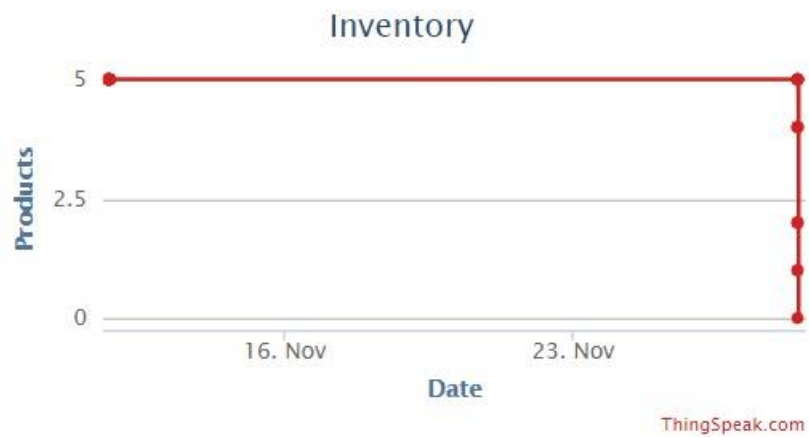 Inventory
5
2.5
0
Products
16. Nov
23. Nov
Date
ThingSpeak.com